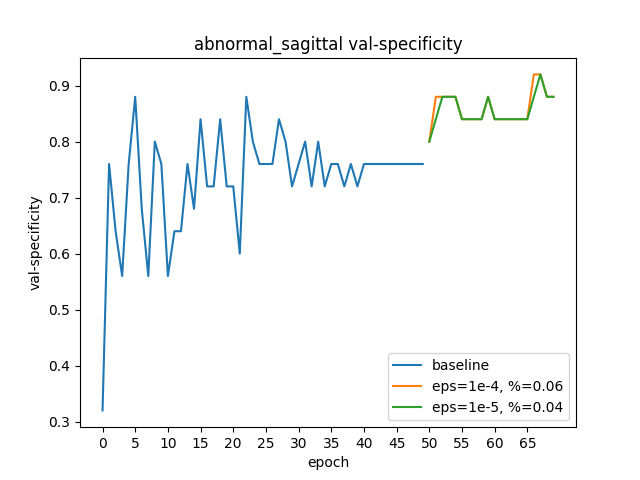 abnormal_sagittal val-specificity
val-specificity
0.9
0.8
0.7
0.6
0.5
0.4
0.3
baseline
eps=1e-4, %=0.06
eps=1e-5, %=0.04
0 5 10 15 20 25 30 35 40 45 50 55 60 65
epoch